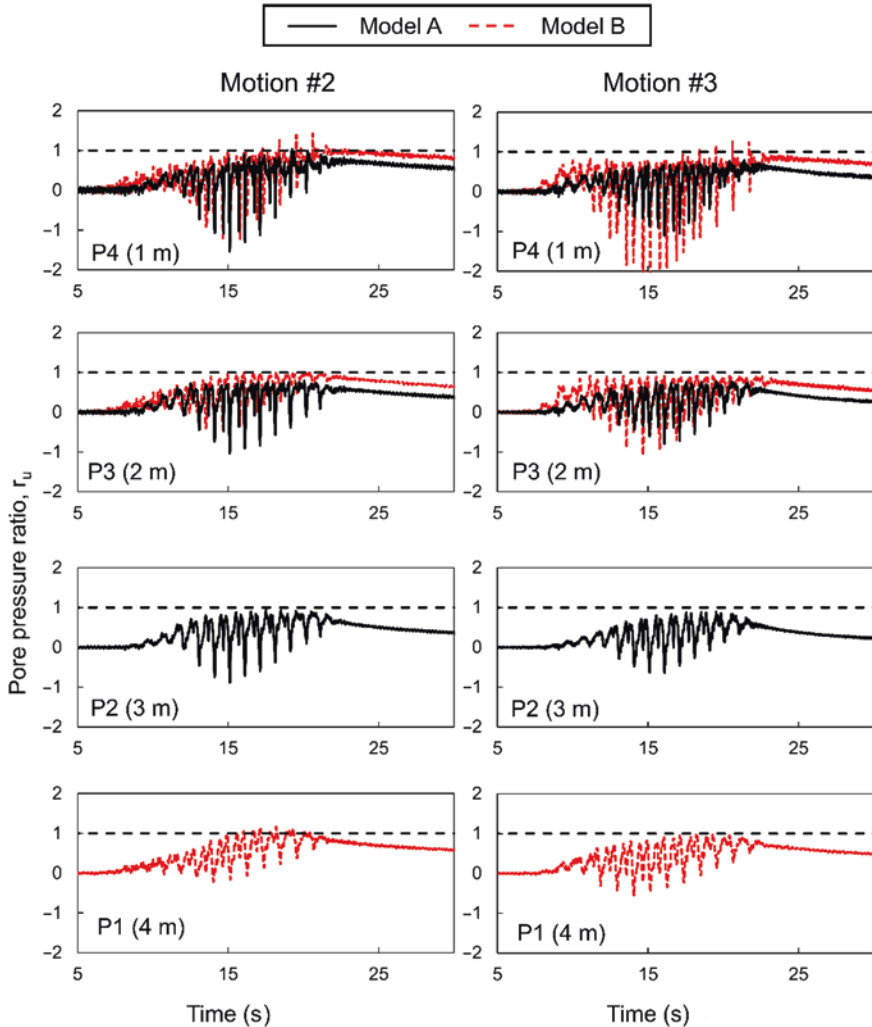 Model A Model B
Motion #2 Motion #3
2 2
1 1
0 0
−1 −1
−2 −2
P4 (1 m) P4 (1 m)
5 15 25 5 15 25
2 2
1 1
0 0
−1 −1
−2 −2
P3 (2 m) P3 (2 m)
5 15 25 5 15 25
Pore pressure ratio, ru
2 2
1 1
0 0
−1 −1
−2 −2
P2 (3 m) P2 (3 m)
5 15 25 5 15 25
2 2
1 1
0 0
−1 −1
−2 −2
P1 (4 m) P1 (4 m)
5 15 25 5 15 25
Time (s) Time (s)